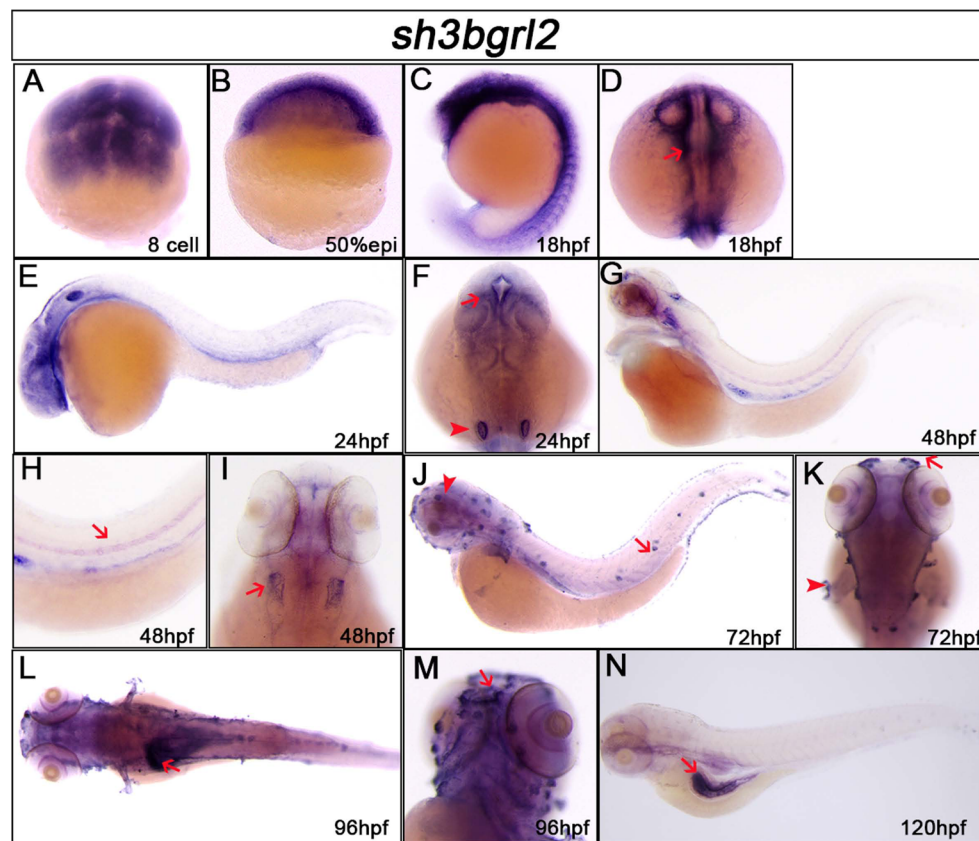 sh3bgrl2
A
8 cell
B
50%epi
C
18hpf
D
18hpf
E
24hpf
F
24hpf
G
48hpf
H
48hpf
I
48hpf
J
72hpf
K
72hpf
L
96hpf
M
96hpf
N
120hpf